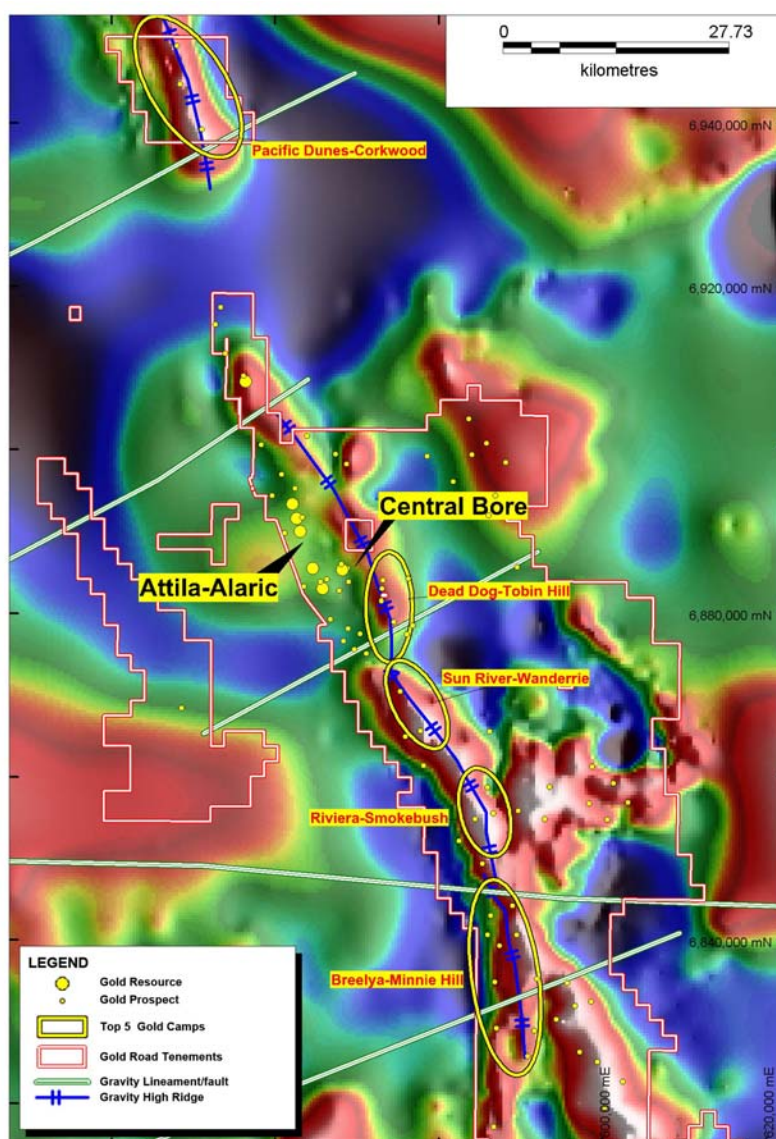 0 27.73
kilometres
6,940,000 mN
Pacific Dunes-Corkwood
6,920,000 mN
Central Bore
Attila-Alaric
Dead Dog-Tobin Hill
6,880,000 mN
Sun River-Wanderrie
Riviera-Smokebush
6,840,000 mN
Breelya-Minnie Hill
LEGEND
Gold Resource
Gold Prospect
Top 5 Gold Camps
Gold Road Tenements
Gravity Lineament/fault
Gravity High Ridge